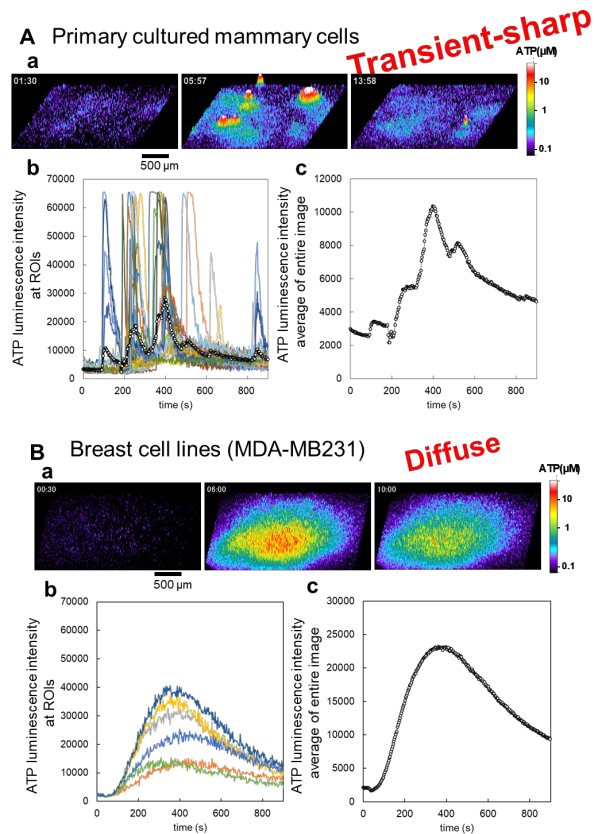 A Primary cultured mammary cells
Transient-sharp
a
ATP(μM)
01:30
05:57
13:58
10
1
0.1
500 μm
b
ATP luminescence intensity
at ROIs
70000
60000
50000
40000
30000
20000
10000
0
0 200 400 600 800
time (s)
c
ATP luminescence intensity
average of entire image
12000
10000
8000
6000
4000
2000
0
0 200 400 600 800
time (s)
B Breast cell lines (MDA-MB231)
Diffuse
a
ATP(μM)
00:30
06:00
10:00
10
1
0.1
500 μm
b
ATP luminescence intensity
at ROIs
70000
60000
50000
40000
30000
20000
10000
0
0 200 400 600 800
time (s)
c
ATP luminescence intensity
average of entire image
30000
25000
20000
15000
10000
5000
0
0 200 400 600 800
time (s)